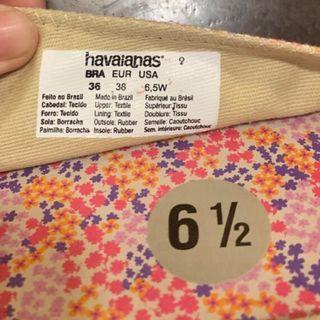 havaianas® ♀
BRA EUR USA
36 38 6,5W
Feito no Brasil Made in Brazil Fabriqué au Brésil
Cabedal: Tecido Upper: Textile Supérieur: Tissu
Forro: Tecido Lining: Textile Doublure: Tissu
Sola: Borracha Outsole: Rubber Semelle: Caoutchouc
Palmilha: Borracha Insole: Rubber Sem. intérieure: Caoutchouc
6 ½